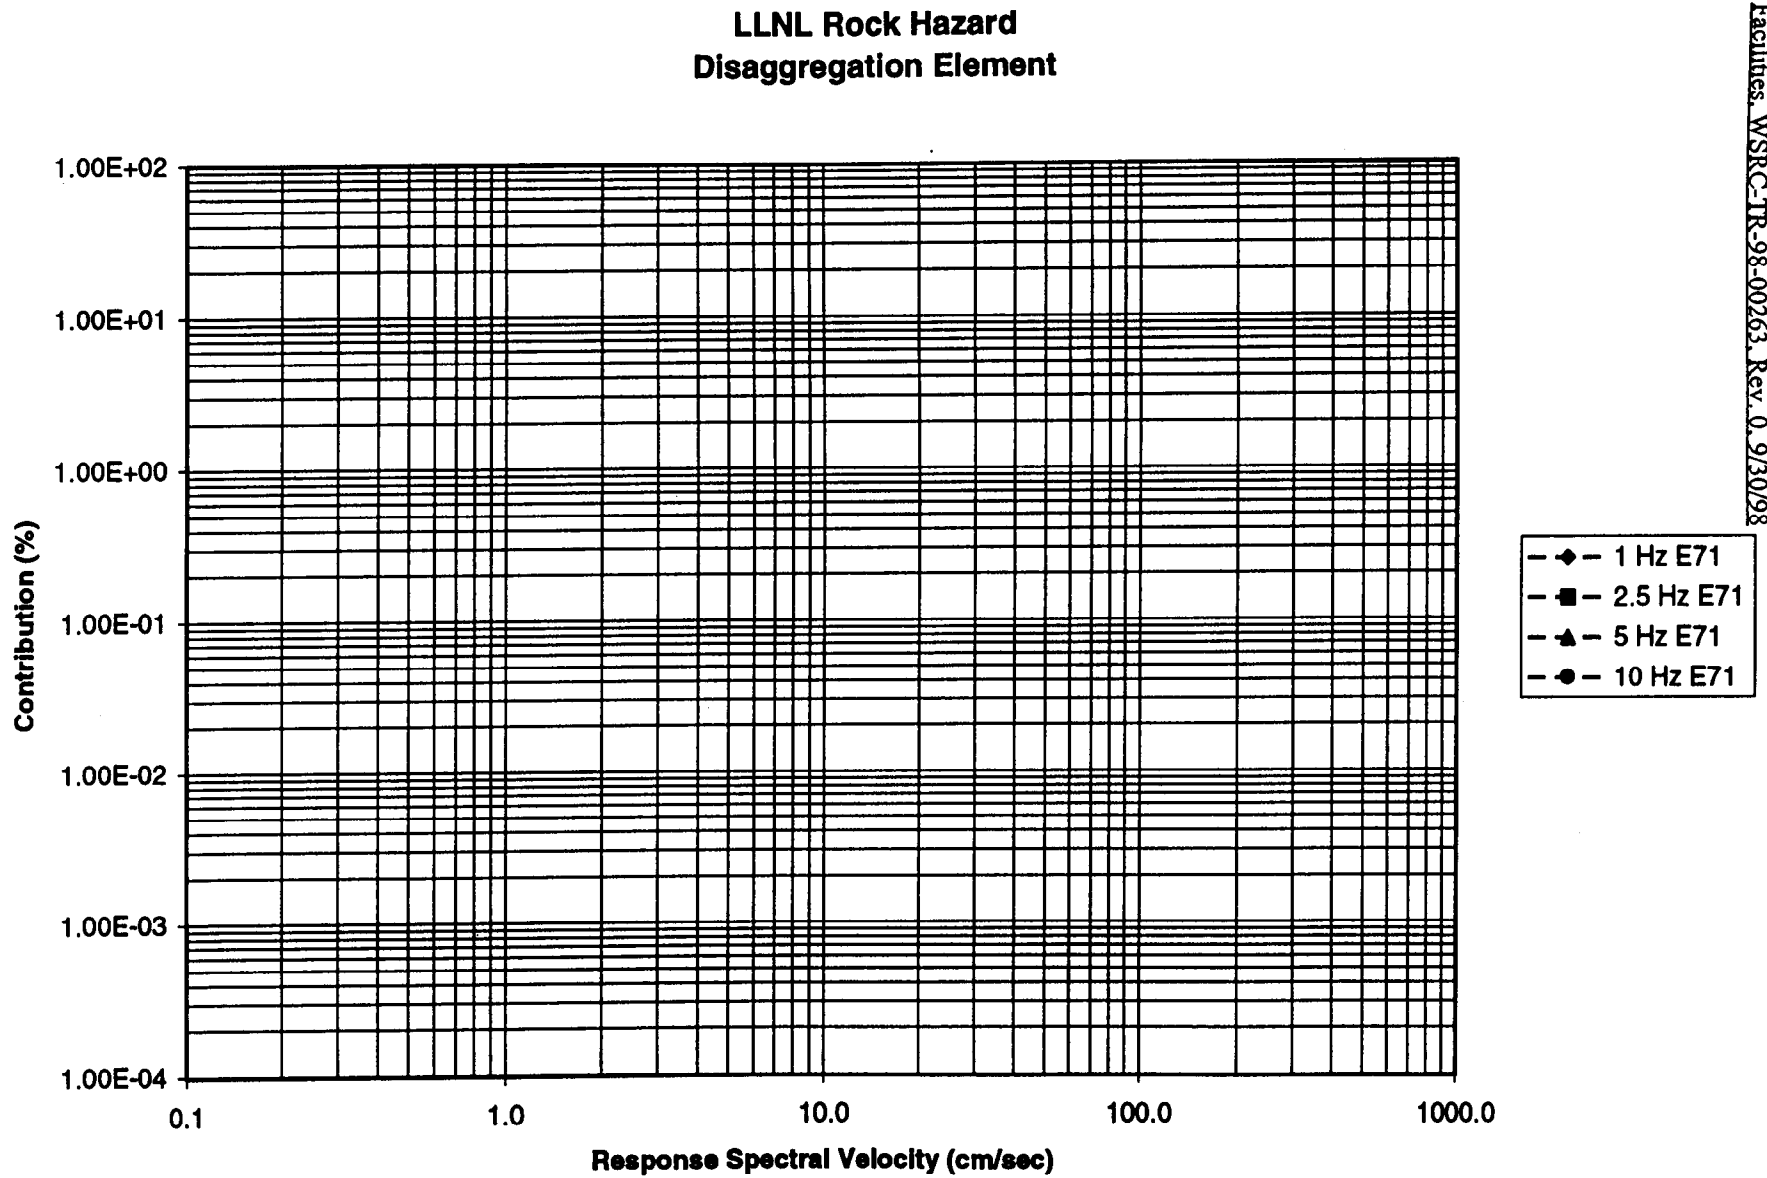 LLNL Rock Hazard
Disaggregation Element
Facilities, WSRC-TR-98-00263, Rev. 0, 9/30/98
Contribution (%)
1.00E+02
1.00E+01
1.00E+00
1.00E-01
1.00E-02
1.00E-03
1.00E-04
0.1
1.0
10.0
100.0
1000.0
Response Spectral Velocity (cm/sec)
1 Hz E71
2.5 Hz E71
5 Hz E71
10 Hz E71